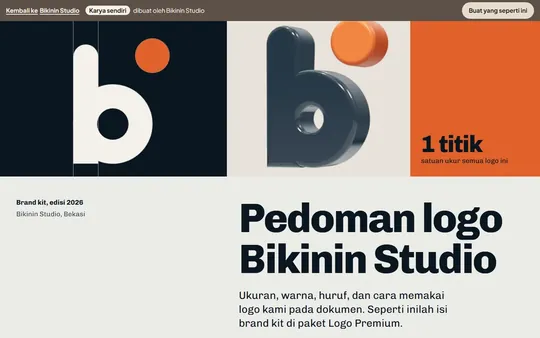 Kembali ke Bikinin Studio
Karya sendiri
dibuat oleh Bikinin Studio
Buat yang seperti ini
b
b
1 titik
satuan ukur semua logo ini
Brand kit, edisi 2026
Bikinin Studio, Bekasi
Pedoman logo
Bikinin Studio
Ukuran, warna, huruf, dan cara memakai
logo kami pada dokumen. Seperti inilah isi
brand kit di paket Logo Premium.